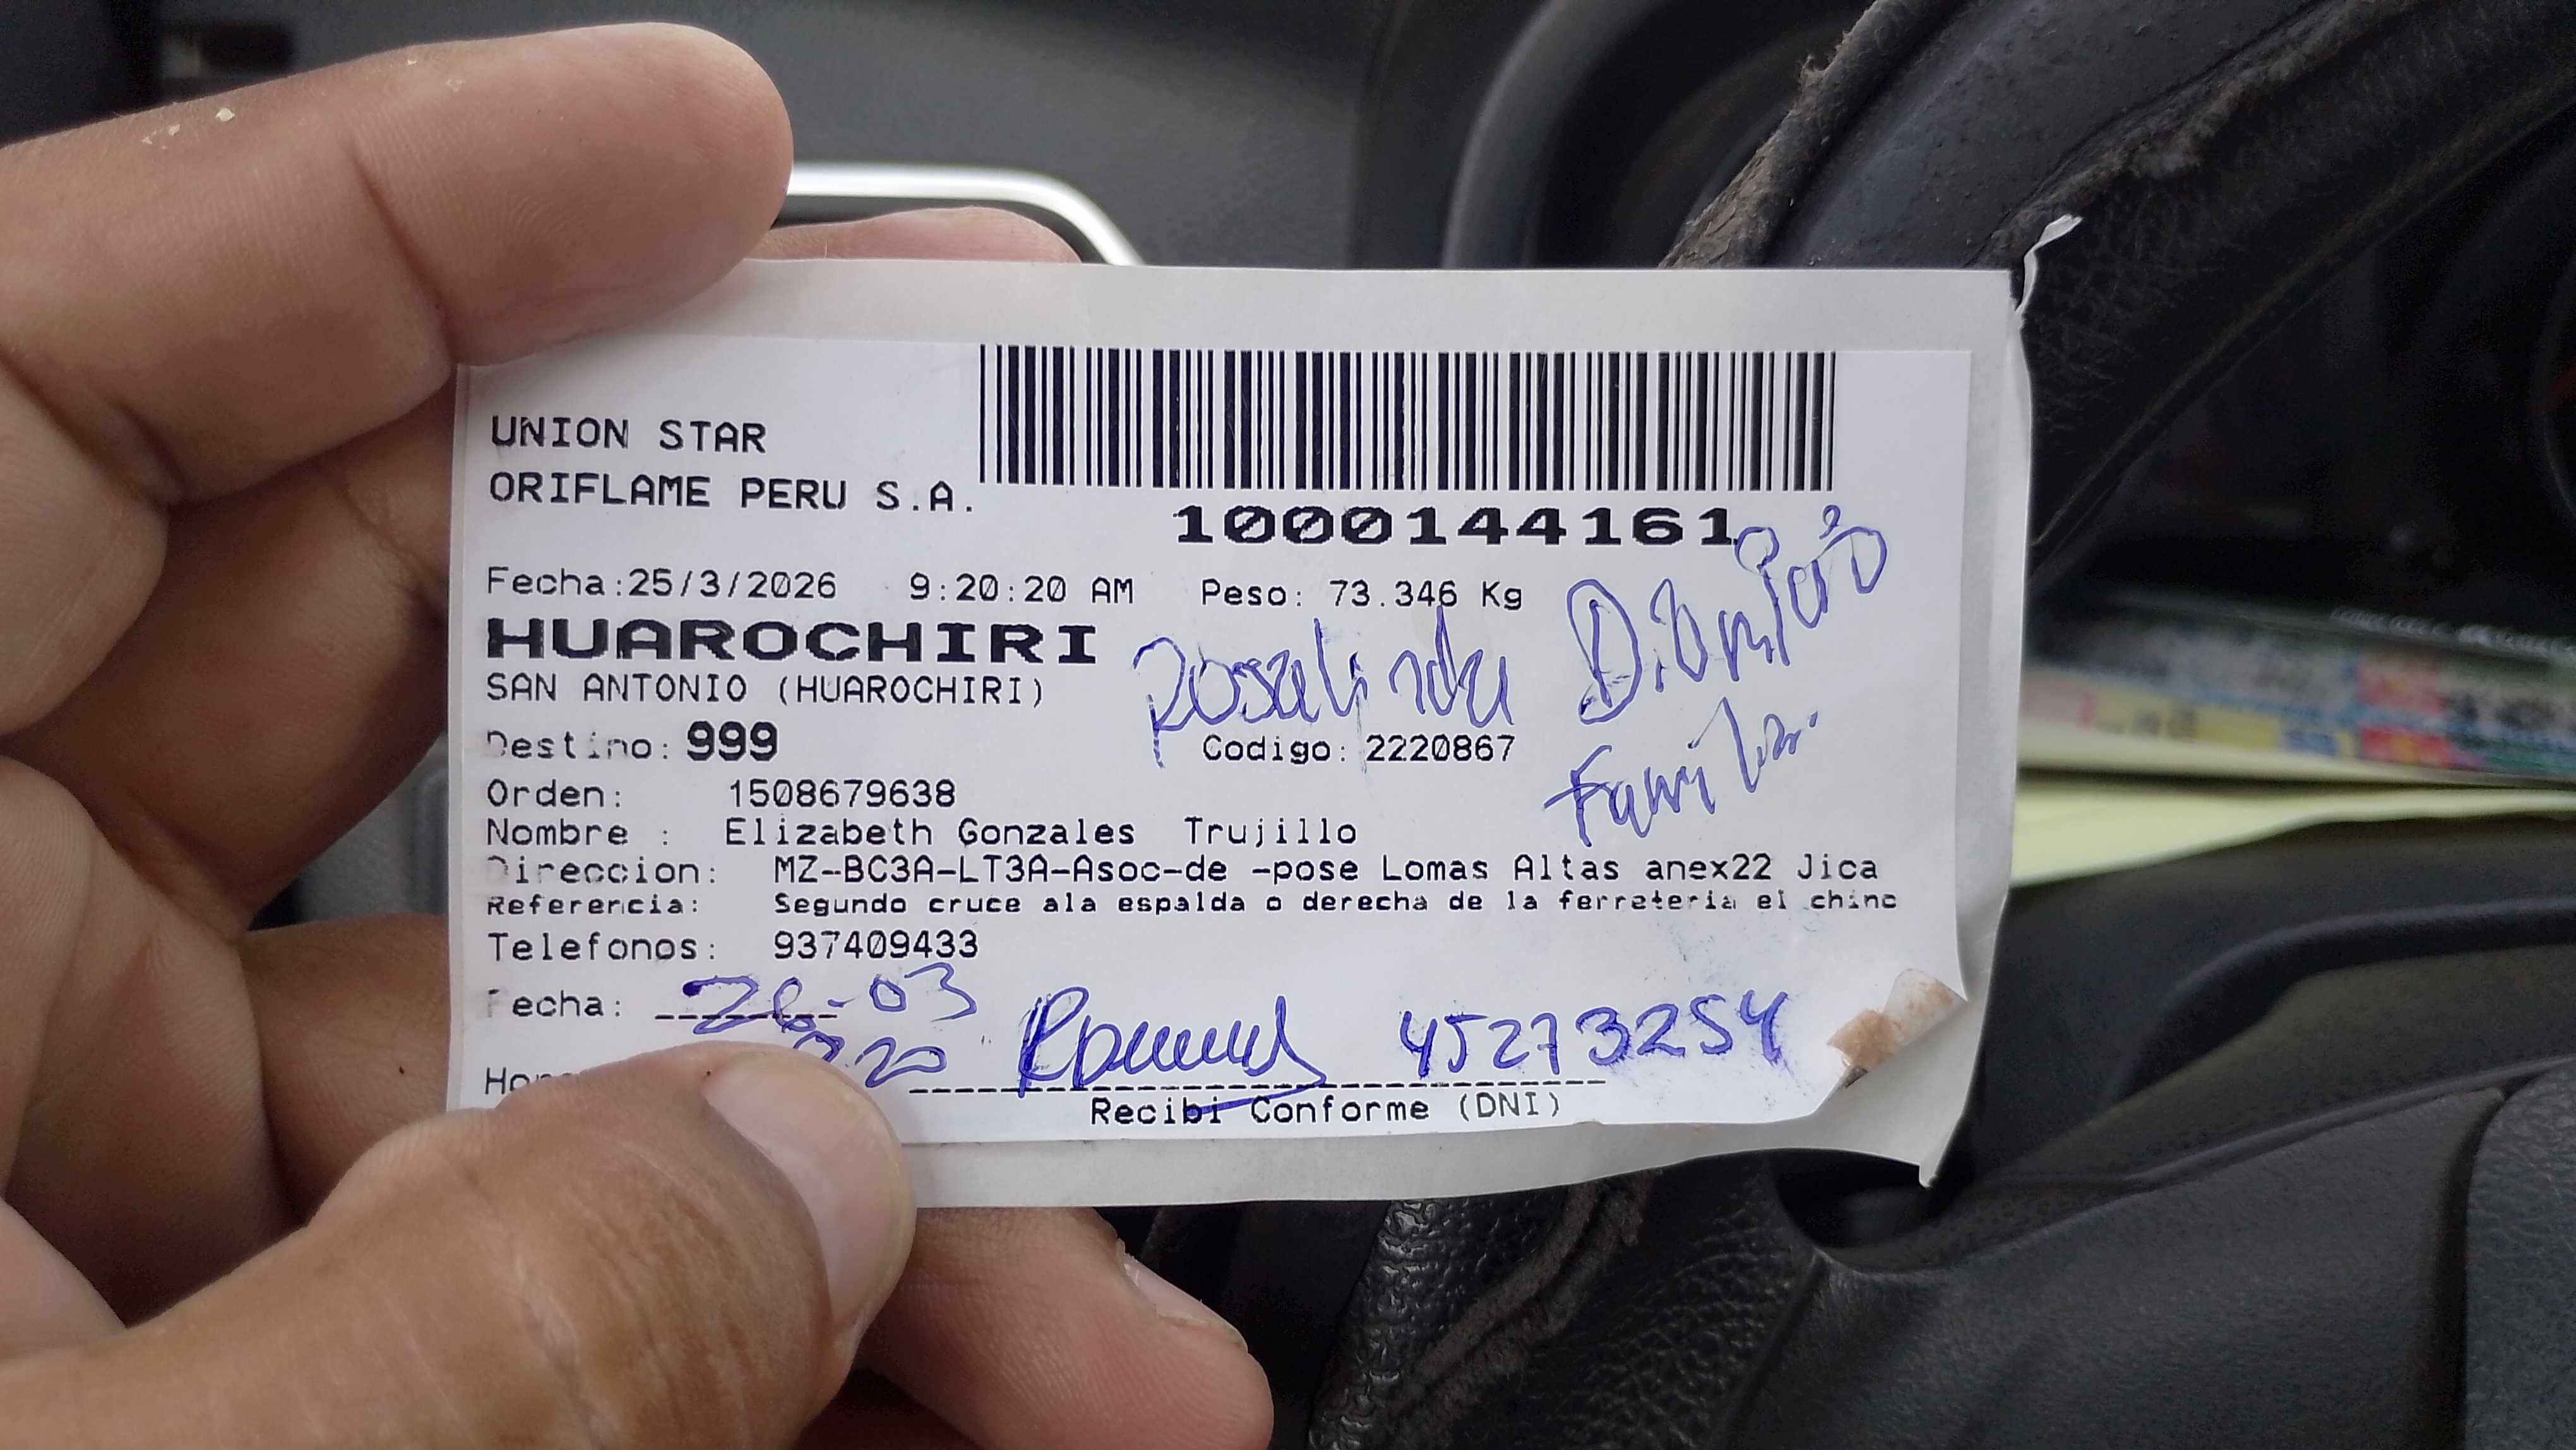 UNION STAR
ORIFLAME PERU S.A.
1000144161
Fecha:25/3/2026 9:20:20 AM Peso: 73.346 Kg
HUAROCHIRI
SAN ANTONIO (HUAROCHIRI)
Rosalinda
Familia.
Destino: 999 Codigo: 2220867
Orden: 1508679638
Nombre : Elizabeth Gonzales Trujillo
Direccion: MZ-BC3A-LT3A-Asoc-de -pose Lomas Altas anex22 Jica
Referencia: Segundo cruce ala espalda o derecha de la ferreteria el chino
Telefonos: 937409433
Fecha: 26-03
45273254
Recibi Conforme (DNI)